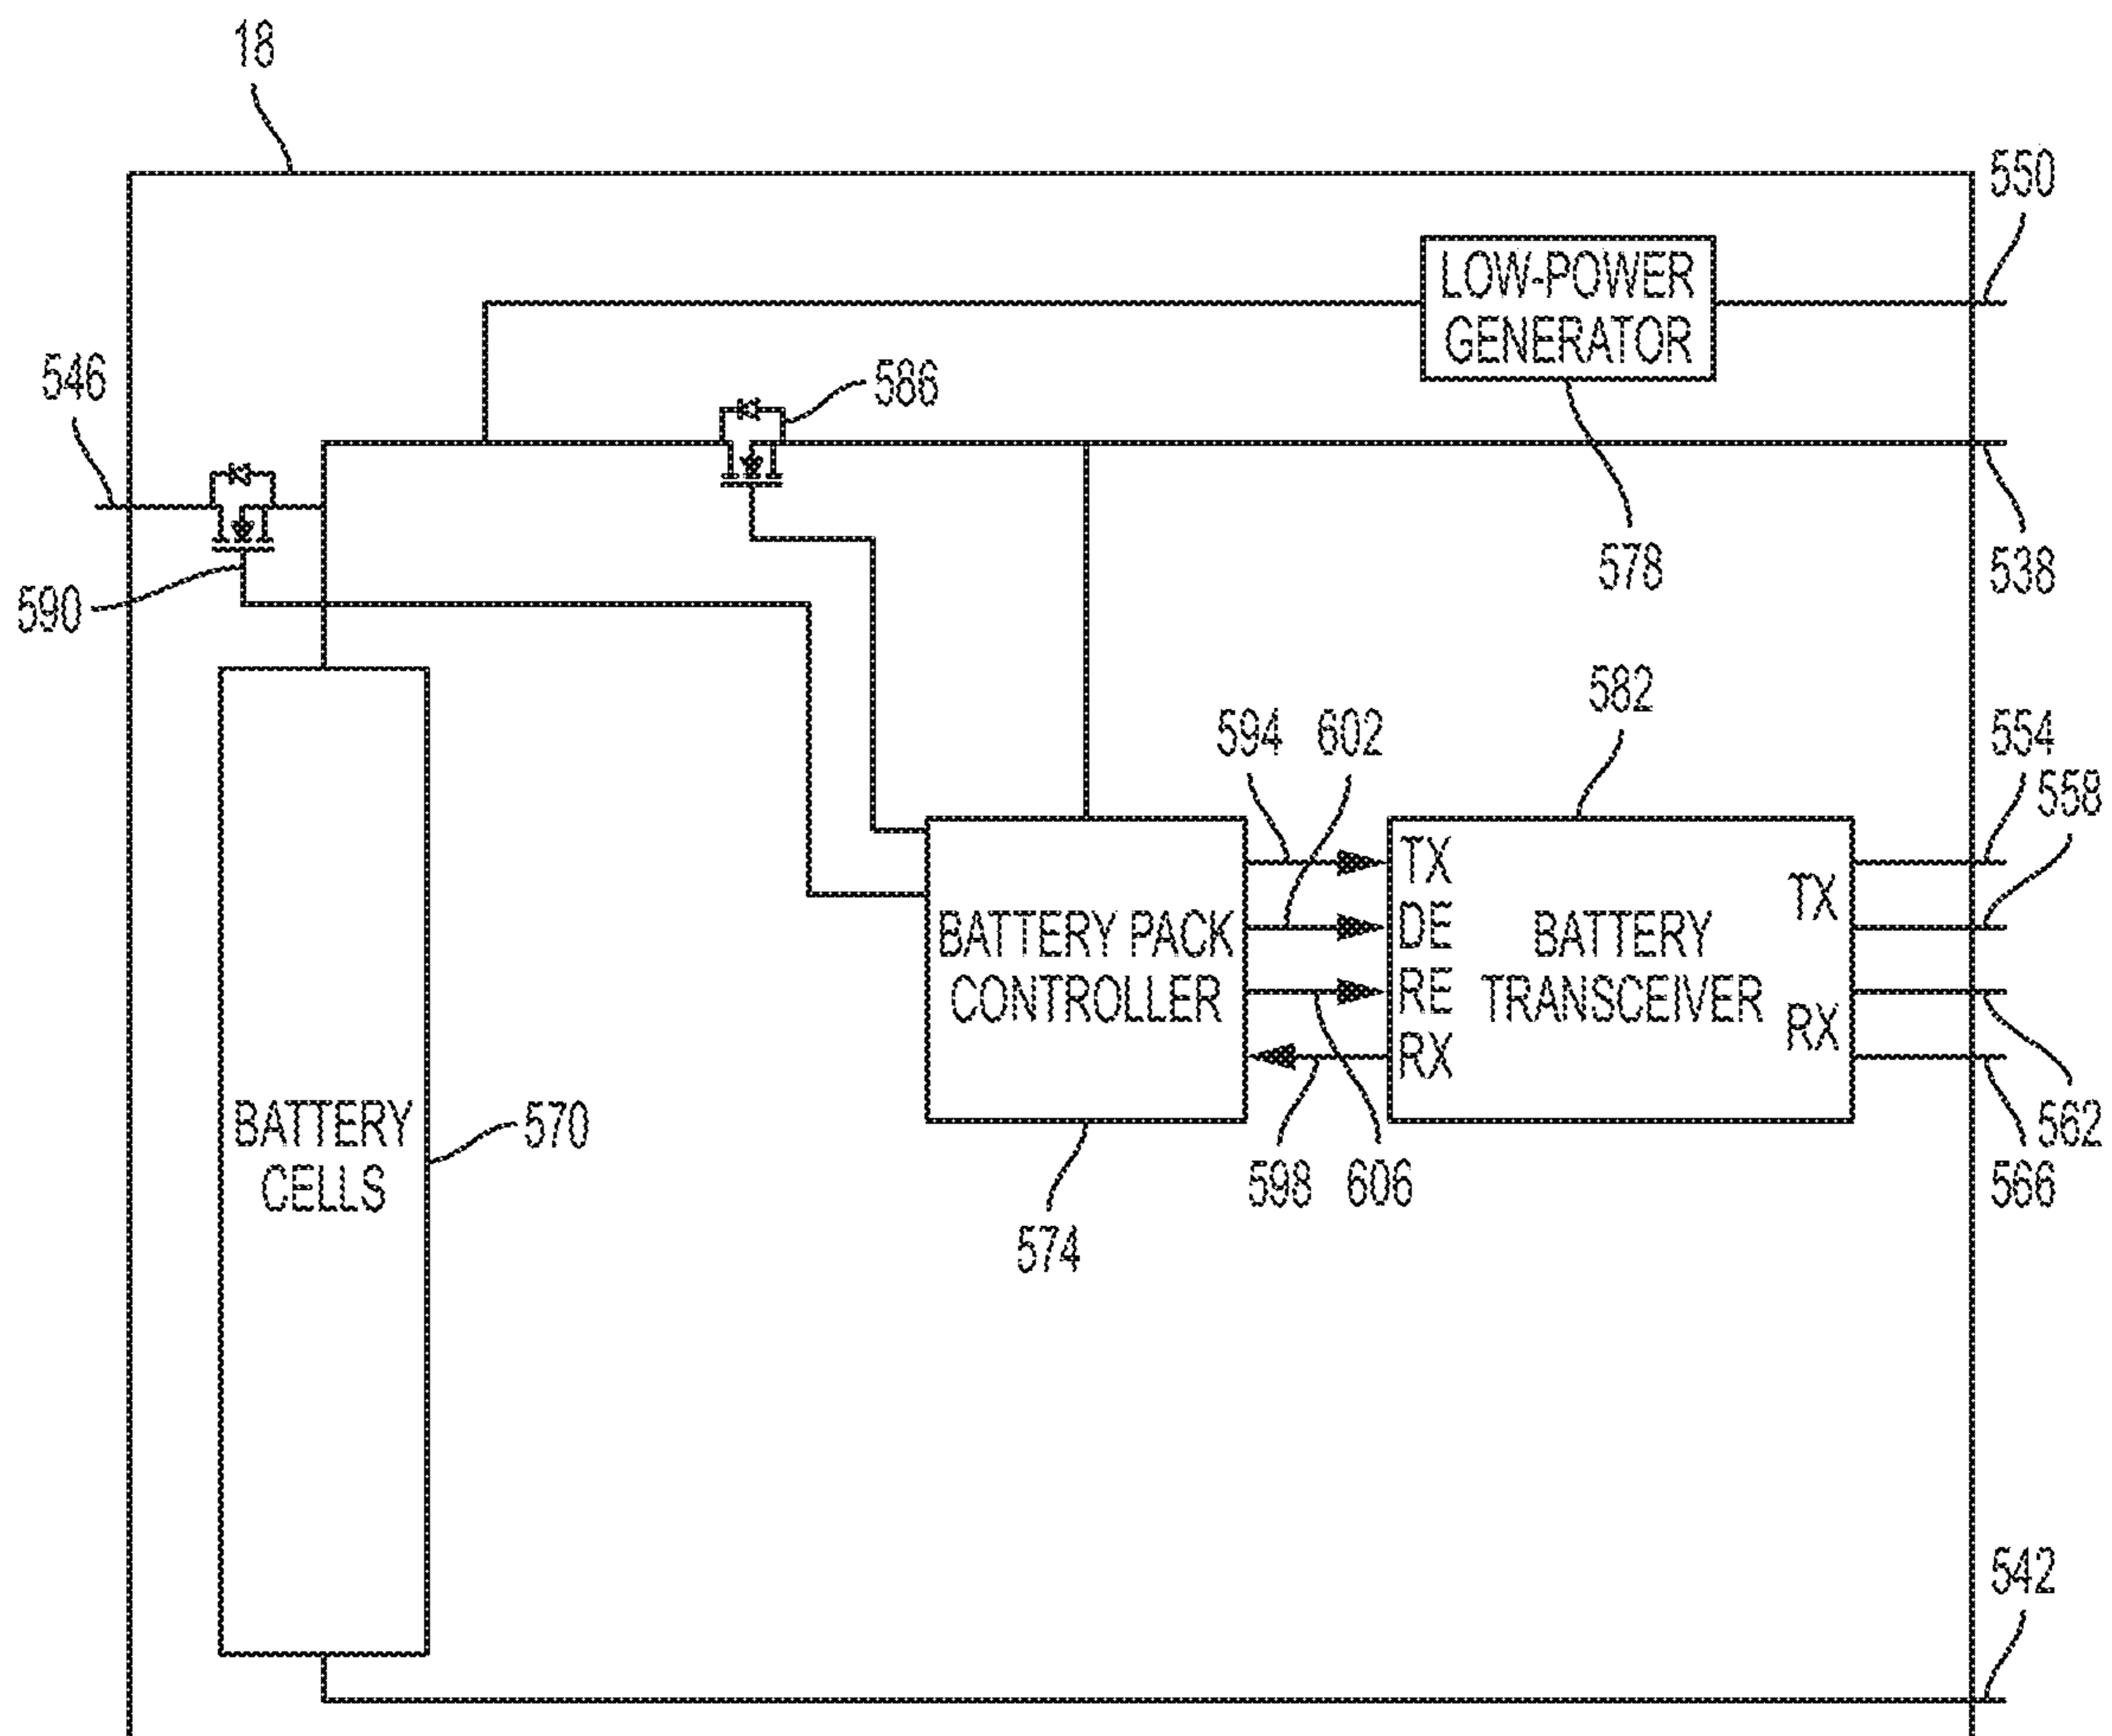 18
550
LOW-POWER
GENERATOR
546
586
578
538
590
582
594 602
554
558
TX
DE
RE
RX
TX
RX
BATTERY PACK
CONTROLLER
BATTERY
TRANSCEIVER
BATTERY
CELLS
570
562
598 606
566
574
542